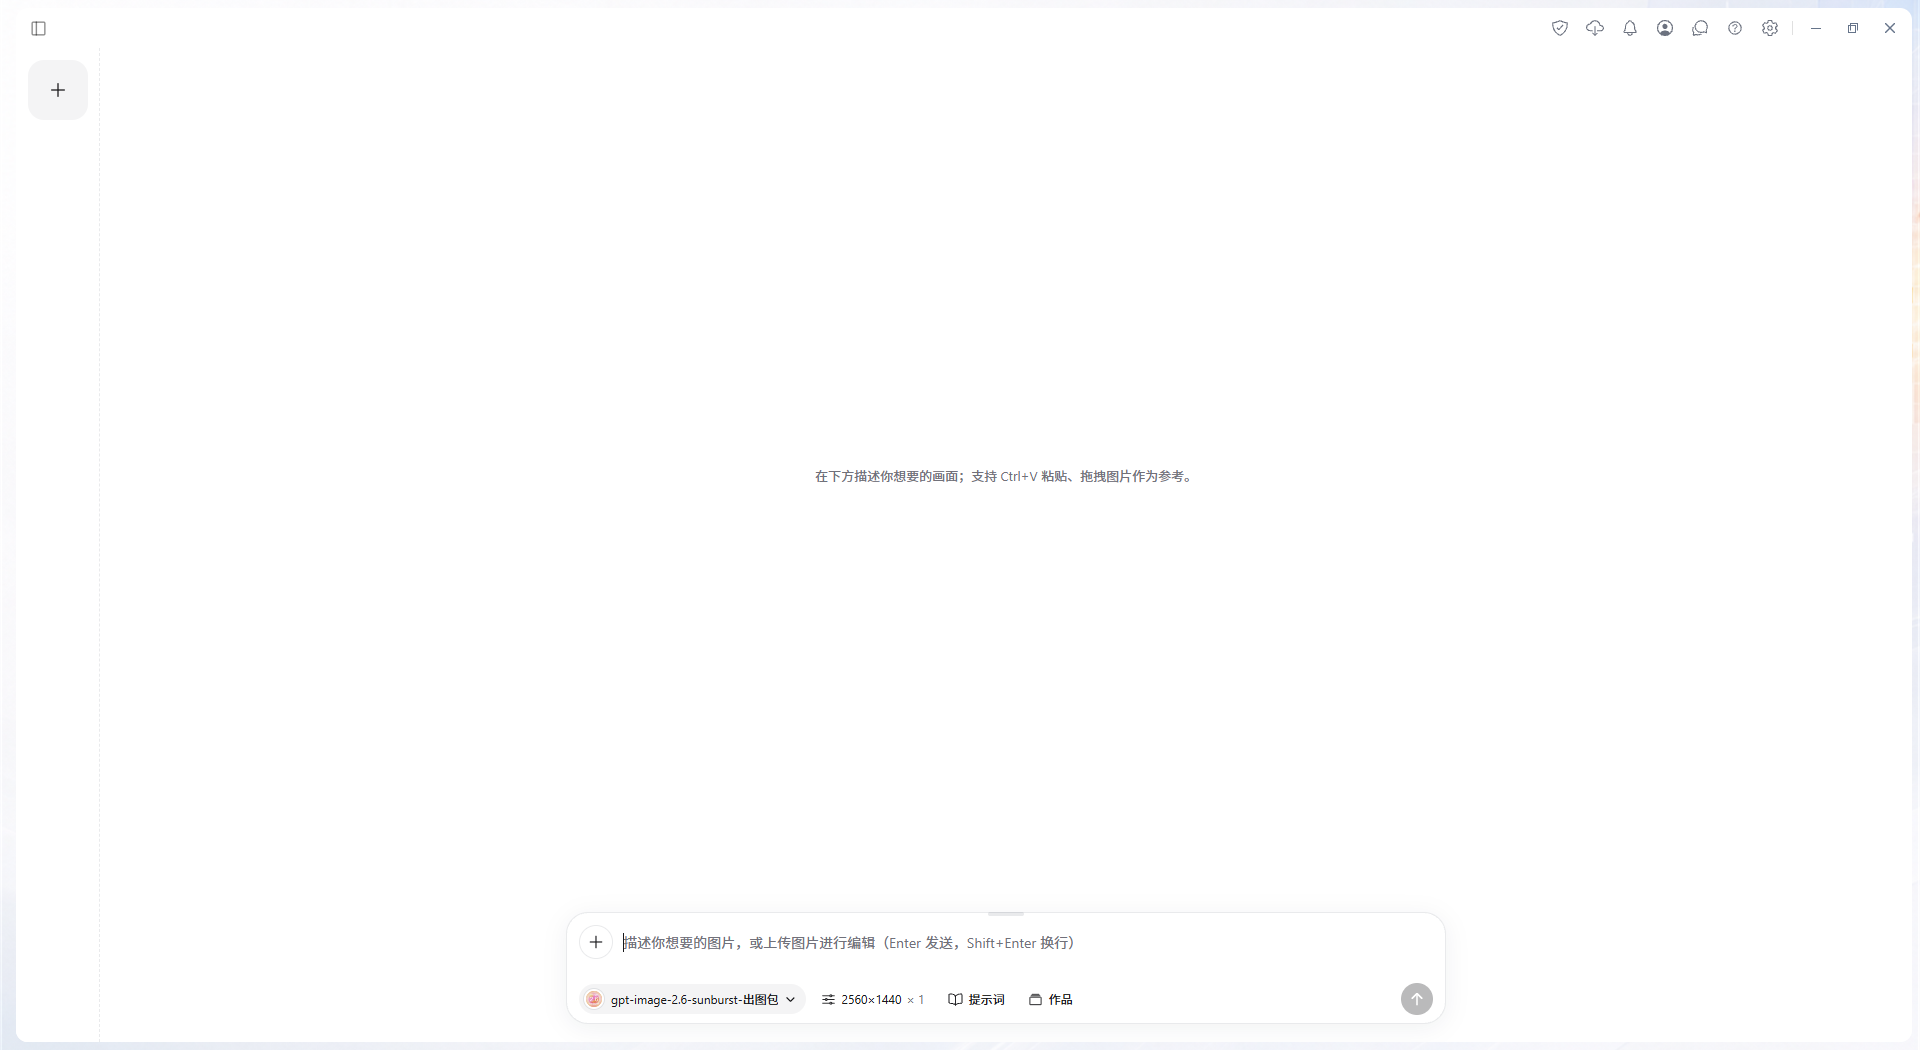 在下方描述你想要的画面；支持 Ctrl+V 粘贴、拖拽图片作为参考。
描述你想要的图片，或上传图片进行编辑（Enter 发送，Shift+Enter 换行）
gpt-image-2.6-sunburst-出图包 2560×1440 × 1 提示词 作品